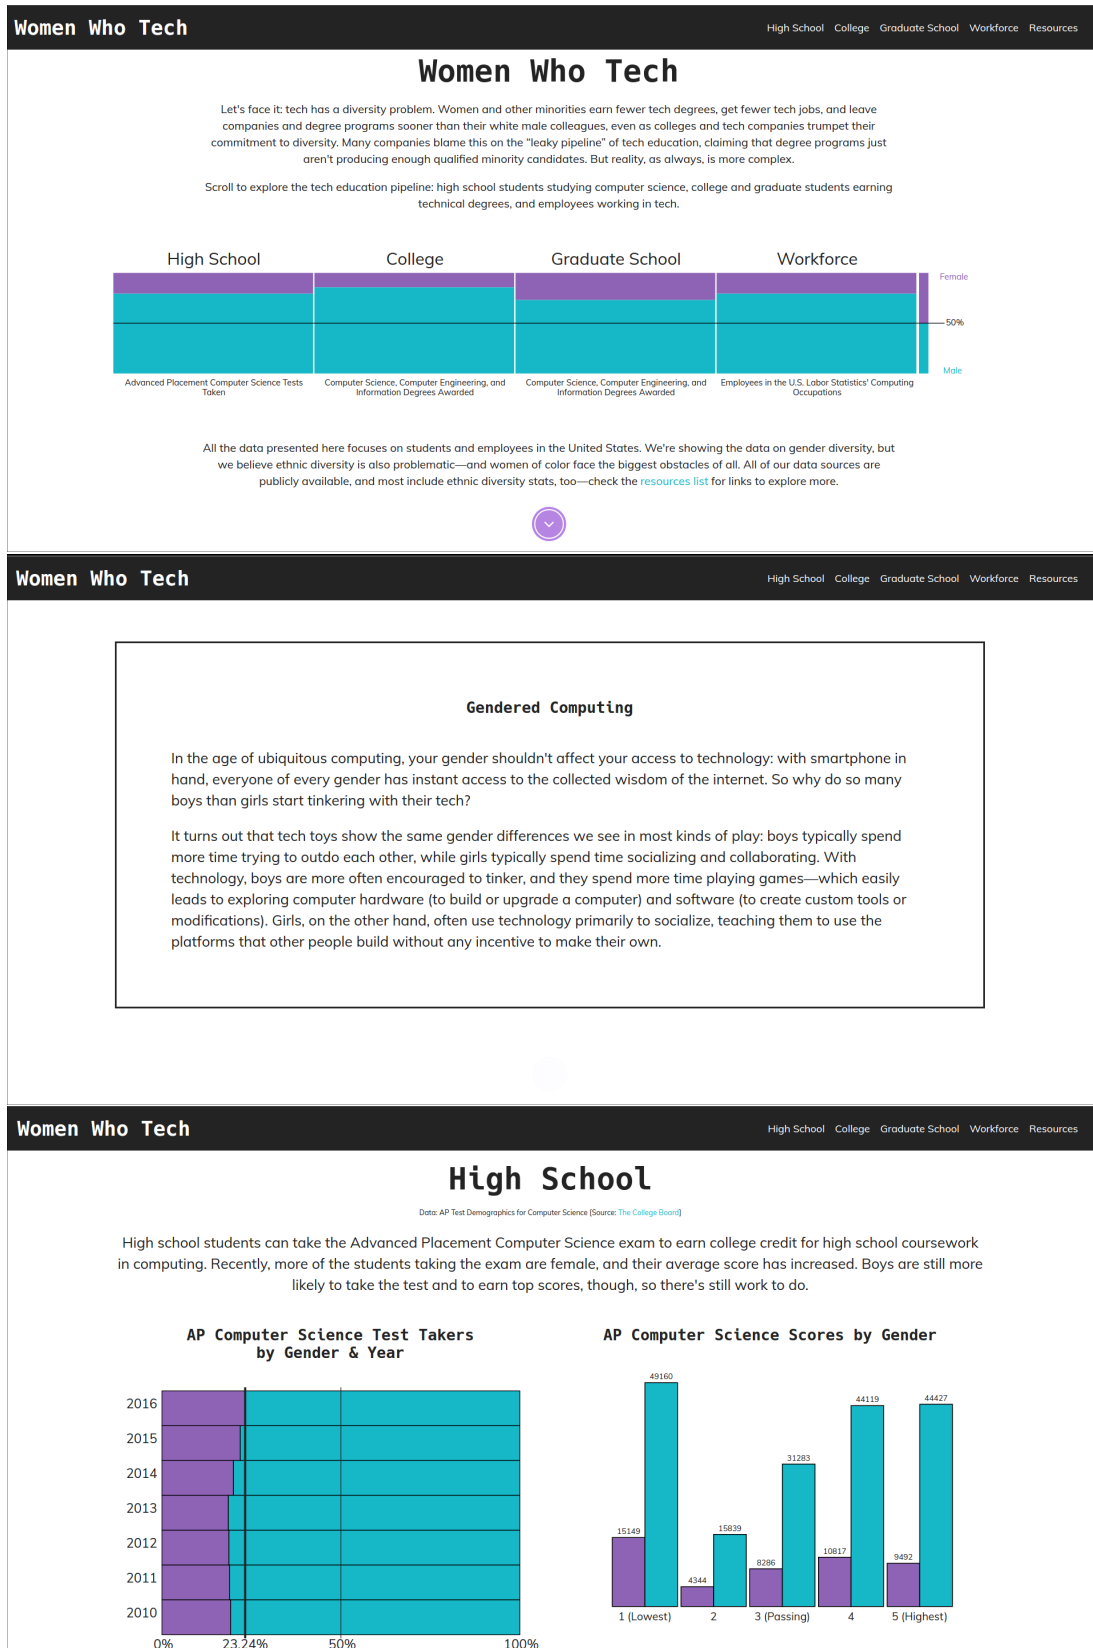 Women Who Tech
High School College Graduate School Workforce Resources
Women Who Tech
Let's face it: tech has a diversity problem. Women and other minorities earn fewer tech degrees, get fewer tech jobs, and leave
companies and degree programs sooner than their white male colleagues, even as colleges and tech companies trumpet their
commitment to diversity. Many companies blame this on the “leaky pipeline” of tech education, claiming that degree programs just
aren't producing enough qualified minority candidates. But reality, as always, is more complex.
Scroll to explore the tech education pipeline: high school students studying computer science, college and graduate students earning
technical degrees, and employees working in tech.
High School College Graduate School Workforce
Female
50%
Male
Advanced Placement Computer Science Tests
Taken
Computer Science, Computer Engineering, and
Information Degrees Awarded
Computer Science, Computer Engineering, and
Information Degrees Awarded
Employees in the U.S. Labor Statistics' Computing
Occupations
All the data presented here focuses on students and employees in the United States. We're showing the data on gender diversity, but
we believe ethnic diversity is also problematic—and women of color face the biggest obstacles of all. All of our data sources are
publicly available, and most include ethnic diversity stats, too—check the resources list for links to explore more.
Women Who Tech
High School College Graduate School Workforce Resources
Gendered Computing
In the age of ubiquitous computing, your gender shouldn't affect your access to technology: with smartphone in
hand, everyone of every gender has instant access to the collected wisdom of the internet. So why do so many
boys than girls start tinkering with their tech?
It turns out that tech toys show the same gender differences we see in most kinds of play: boys typically spend
more time trying to outdo each other, while girls typically spend time socializing and collaborating. With
technology, boys are more often encouraged to tinker, and they spend more time playing games—which easily
leads to exploring computer hardware (to build or upgrade a computer) and software (to create custom tools or
modifications). Girls, on the other hand, often use technology primarily to socialize, teaching them to use the
platforms that other people build without any incentive to make their own.
Women Who Tech
High School College Graduate School Workforce Resources
High School
Data: AP Test Demographics for Computer Science [Source: The College Board]
High school students can take the Advanced Placement Computer Science exam to earn college credit for high school coursework
in computing. Recently, more of the students taking the exam are female, and their average score has increased. Boys are still more
likely to take the test and to earn top scores, though, so there's still work to do.
AP Computer Science Test Takers
by Gender & Year
2016
2015
2014
2013
2012
2011
2010
0% 23.24% 50% 100%
AP Computer Science Scores by Gender
15149 49160
4344 15839
8286 31283
10817 44119
9492 44427
1 (Lowest) 2 3 (Passing) 4 5 (Highest)